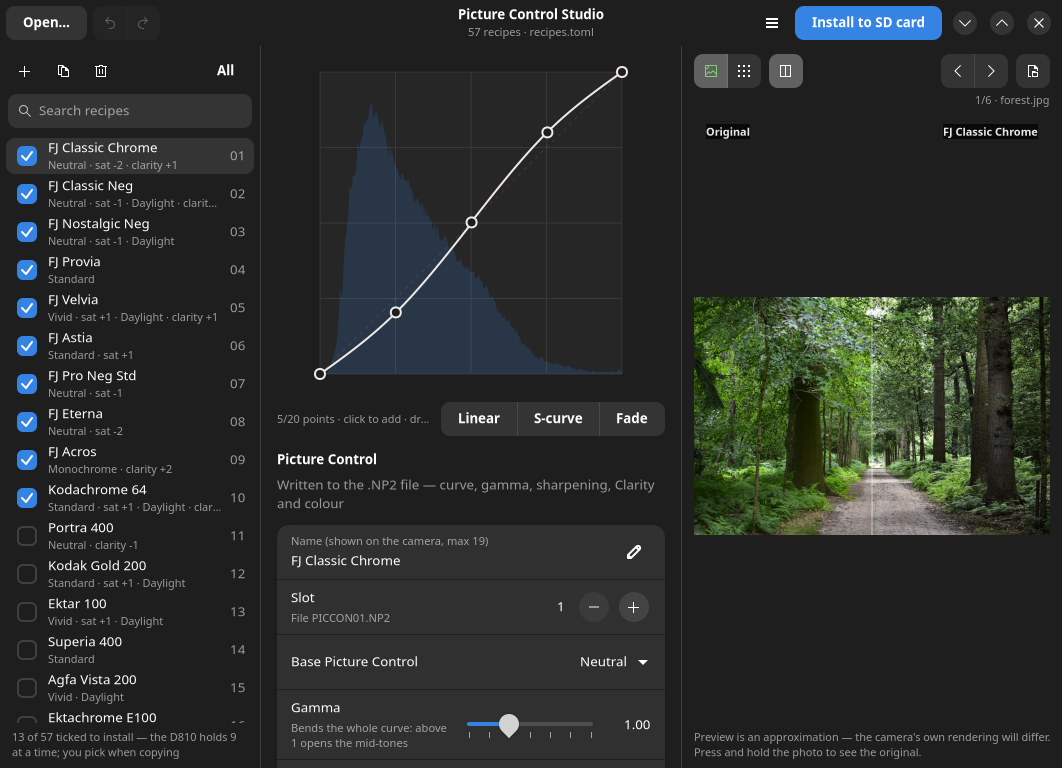 Open...
Picture Control Studio
57 recipes · recipes.toml
Install to SD card
All
Search recipes
FJ Classic Chrome
Neutral · sat -2 · clarity +1
01
FJ Classic Neg
Neutral · sat -1 · Daylight · clarit...
02
FJ Nostalgic Neg
Neutral · sat -1 · Daylight
03
FJ Provia
Standard
04
FJ Velvia
Vivid · sat +1 · Daylight · clarity +1
05
FJ Astia
Standard · sat +1
06
FJ Pro Neg Std
Neutral · sat -1
07
FJ Eterna
Neutral · sat -2
08
FJ Acros
Monochrome · clarity +2
09
Kodachrome 64
Standard · sat +1 · Daylight · clar...
10
Portra 400
Neutral · clarity -1
11
Kodak Gold 200
Standard · sat +1 · Daylight
12
Ektar 100
Vivid · sat +1 · Daylight
13
Superia 400
Standard
14
Agfa Vista 200
Vivid · Daylight
15
Ektachrome E100
13 of 57 ticked to install — the D810 holds 9
at a time; you pick when copying
5/20 points · click to add · dr...
Linear
S-curve
Fade
Picture Control
Written to the .NP2 file — curve, gamma, sharpening, Clarity
and colour
Name (shown on the camera, max 19)
FJ Classic Chrome
Slot
File PICCON01.NP2
1
Base Picture Control
Neutral
Gamma
Bends the whole curve: above
1 opens the mid-tones
1.00
1/6 · forest.jpg
Original
FJ Classic Chrome
Preview is an approximation — the camera's own rendering will differ.
Press and hold the photo to see the original.